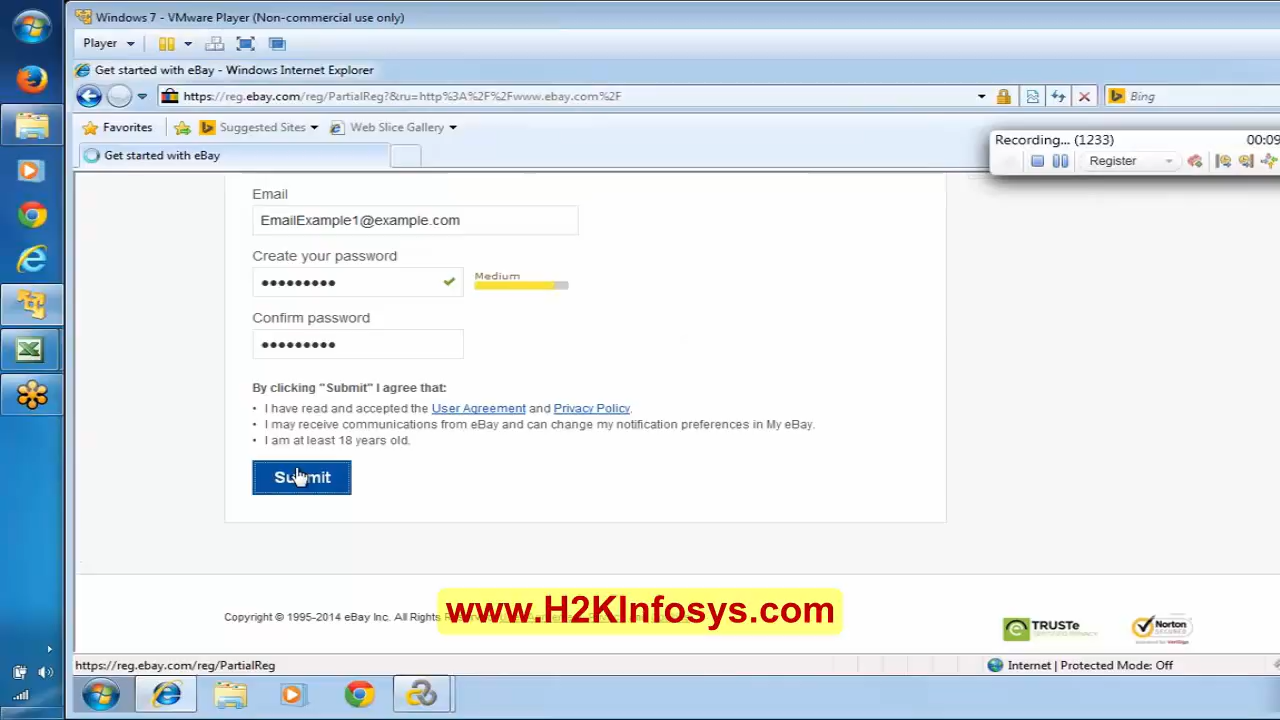 Windows 7 - VMware Player (Non-commercial use only)
Player
Get started with eBay - Windows Internet Explorer
https://reg.ebay.com/reg/PartialReg?&ru=http%3A%2F%2Fwww.ebay.com%2F
Bing
Favorites
Suggested Sites
Web Slice Gallery
Recording... (1233)
00:09
Get started with eBay
Register
Email
EmailExample1@example.com
Create your password
Medium
Confirm password
By clicking "Submit" I agree that:
• I have read and accepted the User Agreement and Privacy Policy.
• I may receive communications from eBay and can change my notification preferences in My eBay.
• I am at least 18 years old.
Submit
www.H2KInfosys.com
Copyright © 1995-2014 eBay Inc. All Rights
TRUSTe
Norton
SECURED
https://reg.ebay.com/reg/PartialReg
Internet | Protected Mode: Off